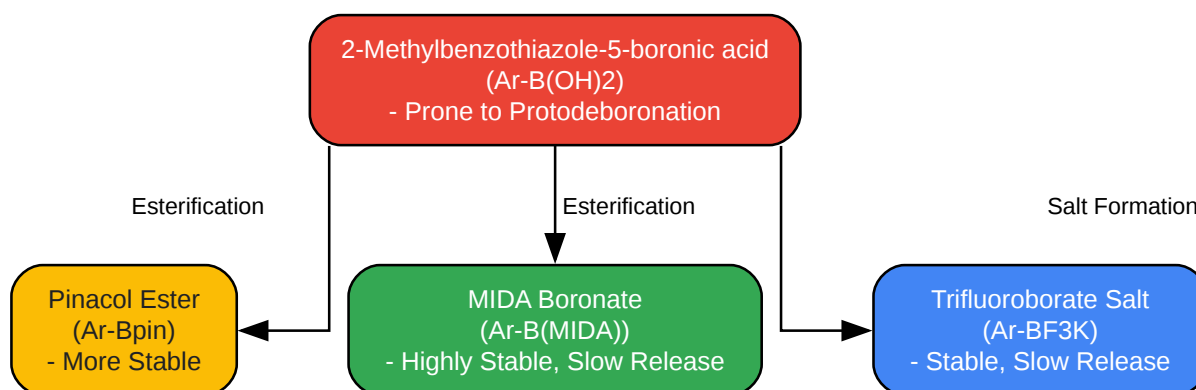 2-Methylbenzothiazole-5-boronic acid
(Ar-B(OH)2)
- Prone to Protodeboronation
Esterification
Esterification
Salt Formation
Pinacol Ester
(Ar-Bpin)
- More Stable
MIDA Boronate
(Ar-B(MIDA))
- Highly Stable, Slow Release
Trifluoroborate Salt
(Ar-BF3K)
- Stable, Slow Release